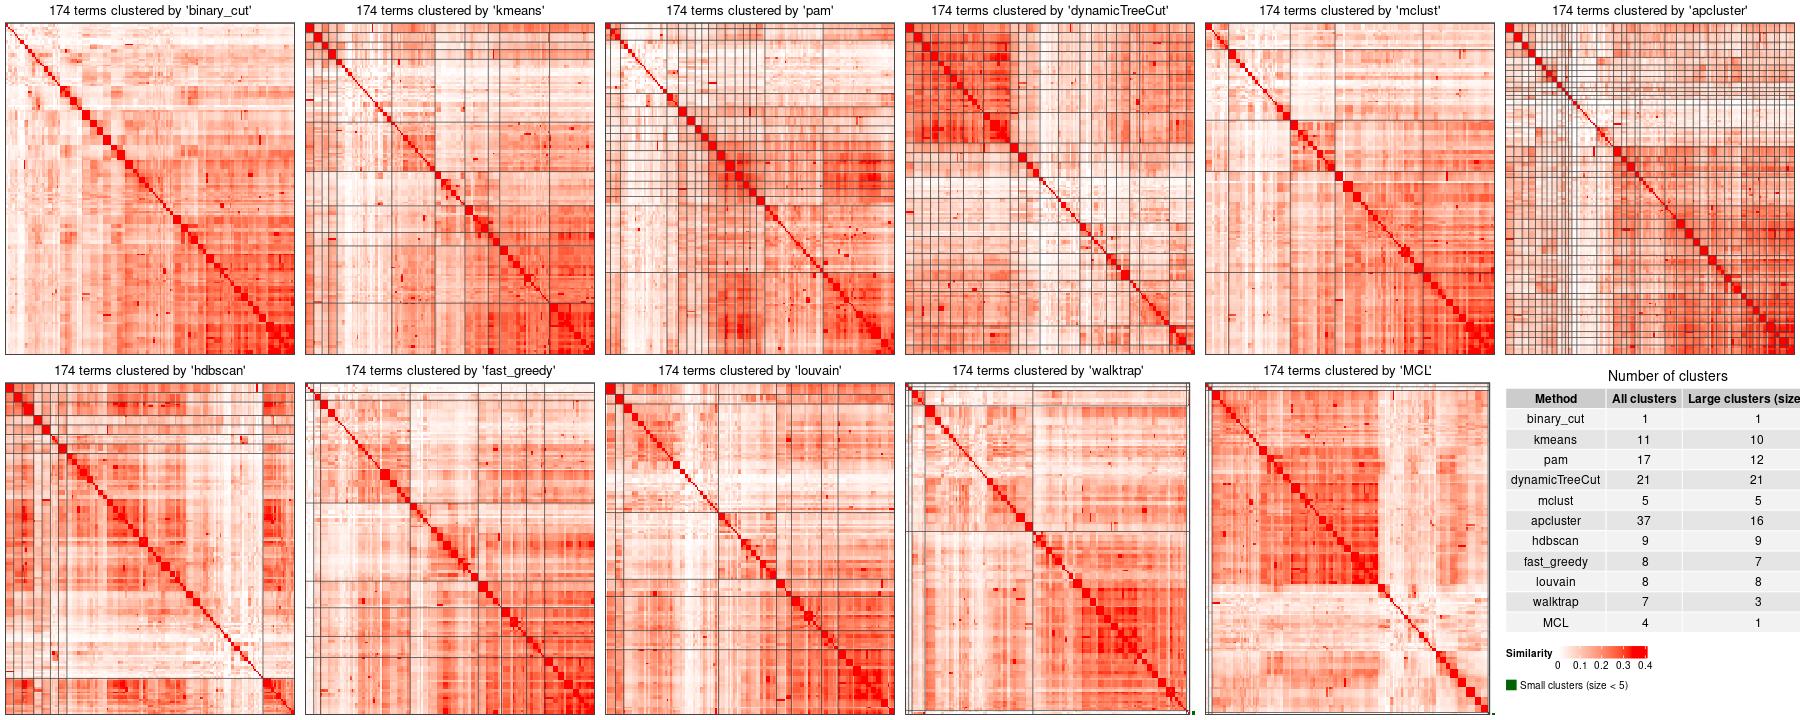 174 terms clustered by 'binary_cut'
174 terms clustered by 'kmeans'
174 terms clustered by 'pam'
174 terms clustered by 'dynamicTreeCut'
174 terms clustered by 'mclust'
174 terms clustered by 'apcluster'
174 terms clustered by 'hdbscan'
174 terms clustered by 'fast_greedy'
174 terms clustered by 'louvain'
174 terms clustered by 'walktrap'
174 terms clustered by 'MCL'
Number of clusters
Method All clusters Large clusters (size
binary_cut 1 1
kmeans 11 10
pam 17 12
dynamicTreeCut 21 21
mclust 5 5
apcluster 37 16
hdbscan 9 9
fast_greedy 8 7
louvain 8 8
walktrap 7 3
MCL 4 1
Similarity
0 0.1 0.2 0.3 0.4
Small clusters (size < 5)